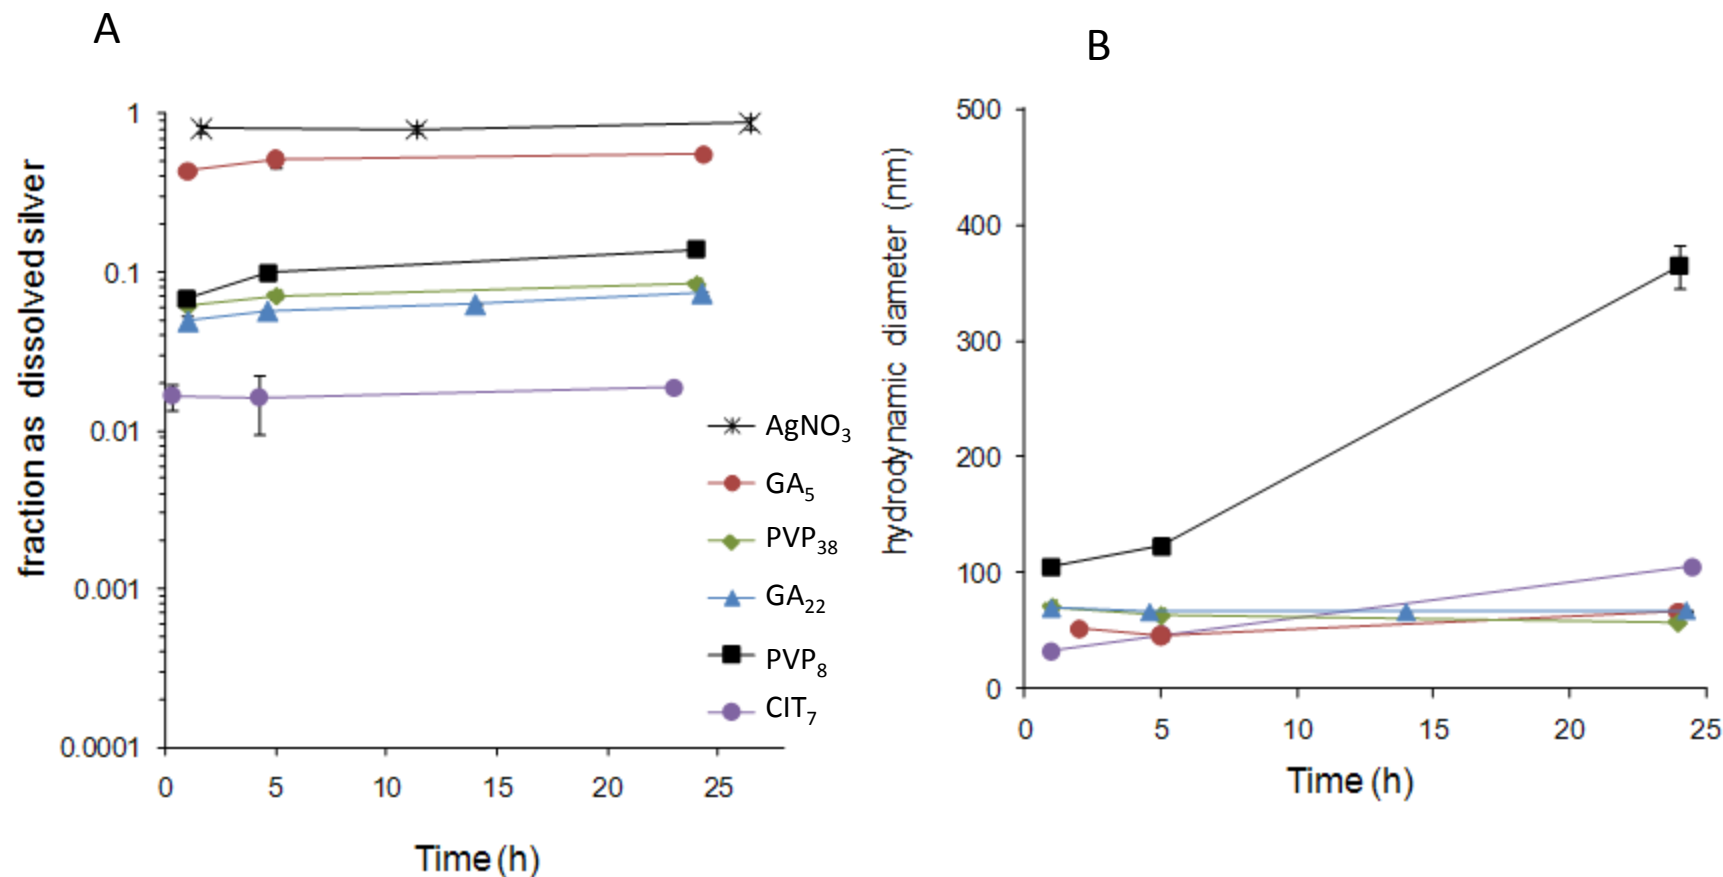 A
B
fraction as dissolved silver
1
0.1
0.01
0.001
0.0001
0 5 10 15 20 25
Time (h)
AgNO₃
GA₅
PVP₃₈
GA₂₂
PVP₈
CIT₇
hydrodynamic diameter (nm)
500
400
300
200
100
0
0 5 10 15 20 25
Time (h)